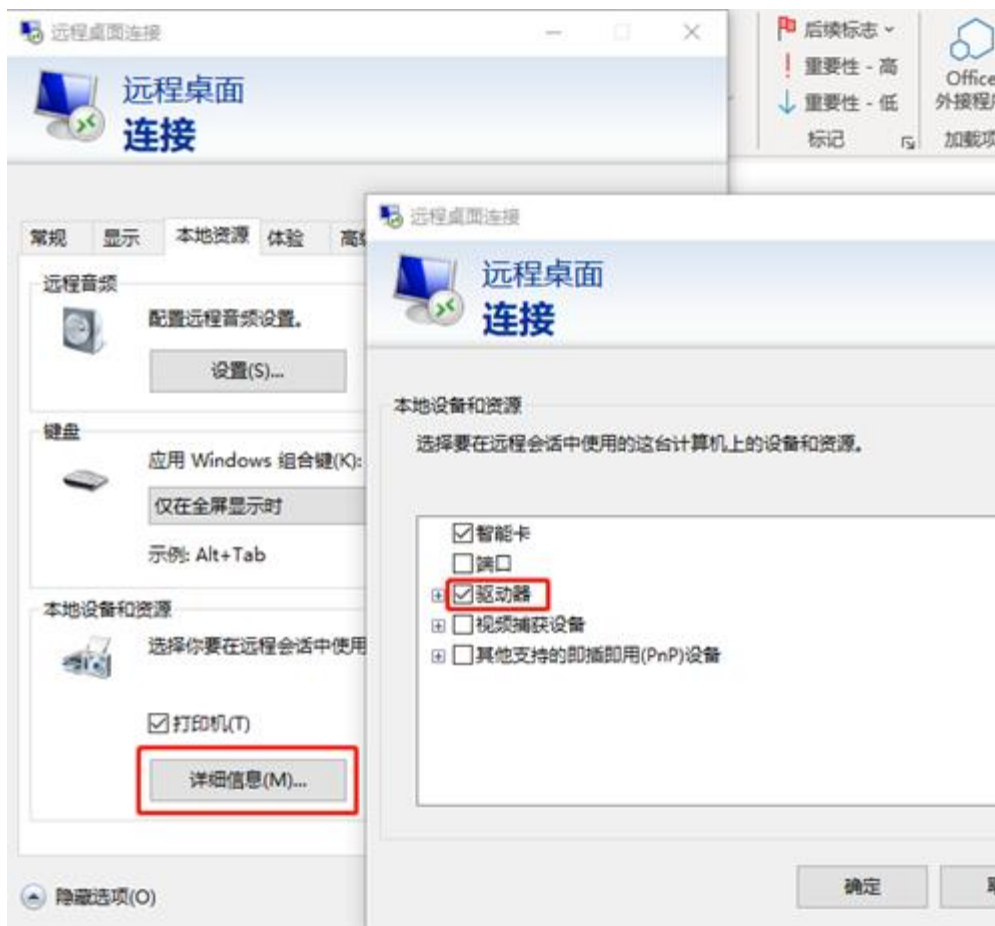 远程桌面连接
远程桌面
连接
常规 显示 本地资源 体验
远程音频
配置远程音频设置。
设置(S)...
键盘
应用 Windows 组合键(K):
仅在全屏显示时
示例: Alt+Tab
本地设备和资源
选择你要在远程会话中使用
打印机(T)
详细信息(M)...
隐藏选项(O)
后续标志
重要性 - 高
重要性 - 低
标记
Office
外接程
加载项
远程桌面连接
远程桌面
连接
本地设备和资源
选择要在远程会话中使用的这台计算机上的设备和资源。
智能卡
端口
驱动器
视频捕获设备
其他支持的即插即用(PnP)设备
确定